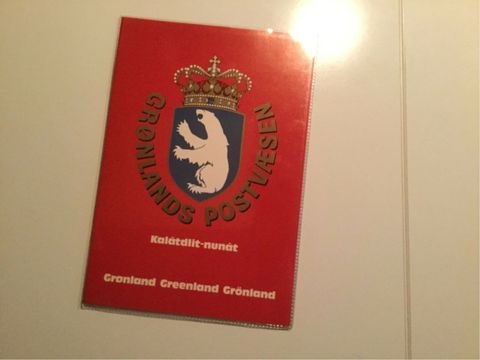 GRØNLANDS POSTVÆSEN
Kalâtdlit-nunât
Grønland Greenland Grönland